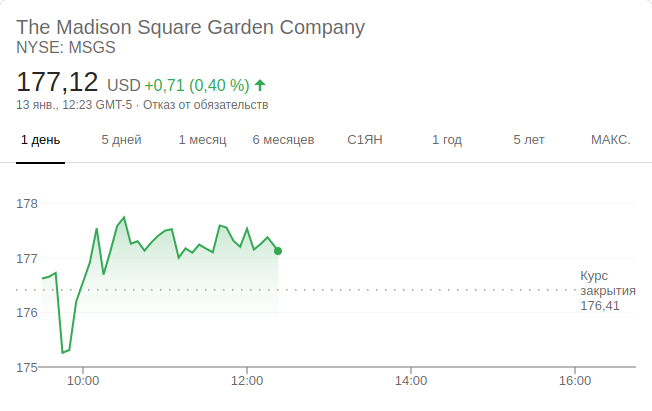 The Madison Square Garden Company
NYSE: MSGS
177,12 USD +0,71 (0,40 %)
13 янв., 12:23 GMT-5 · Отказ от обязательств
1 день 5 дней 1 месяц 6 месяцев С1ЯН 1 год 5 лет МАКС.
178
177
Курс
закрытия
176,41
176
175
10:00 12:00 14:00 16:00